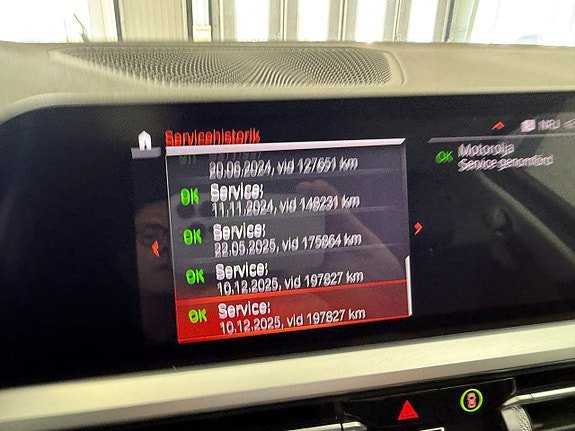 Servicehistorik
20.06.2024, vid 127651 km
OK Service:
11.11.2024, vid 148231 km
OK Service:
22.05.2025, vid 175864 km
OK Service:
10.12.2025, vid 197827 km
OK Service:
10.12.2025, vid 197827 km
OK Motorolja
Service genomförd